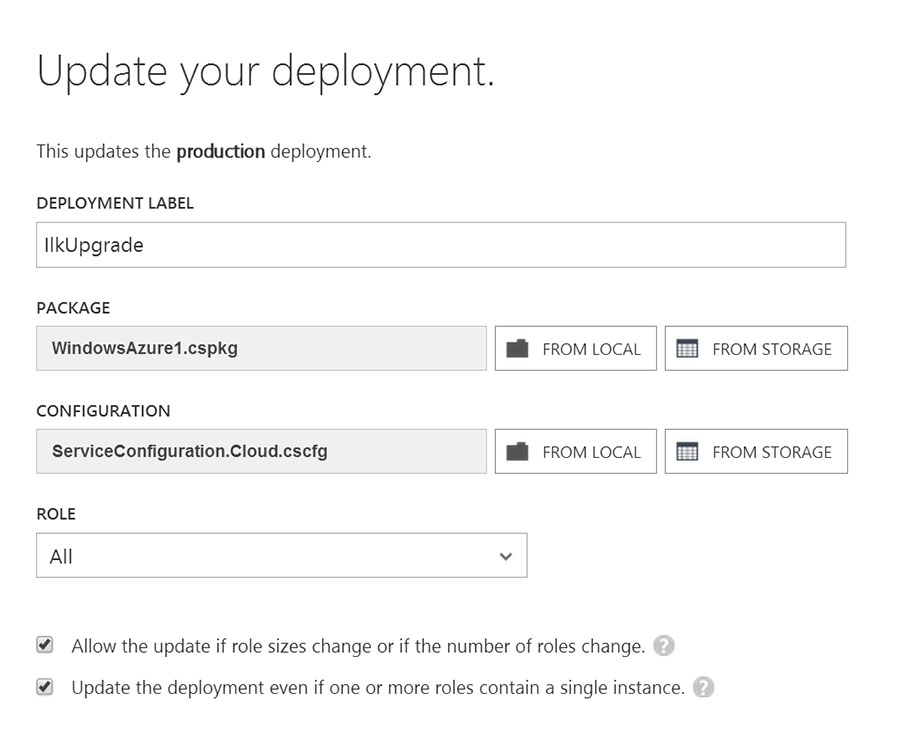 Update your deployment.
This updates the production deployment.
DEPLOYMENT LABEL
IlkUpgrade
PACKAGE
WindowsAzure1.cspkg FROM LOCAL FROM STORAGE
CONFIGURATION
ServiceConfiguration.Cloud.cscfg FROM LOCAL FROM STORAGE
ROLE
All
Allow the update if role sizes change or if the number of roles change. ?
Update the deployment even if one or more roles contain a single instance. ?